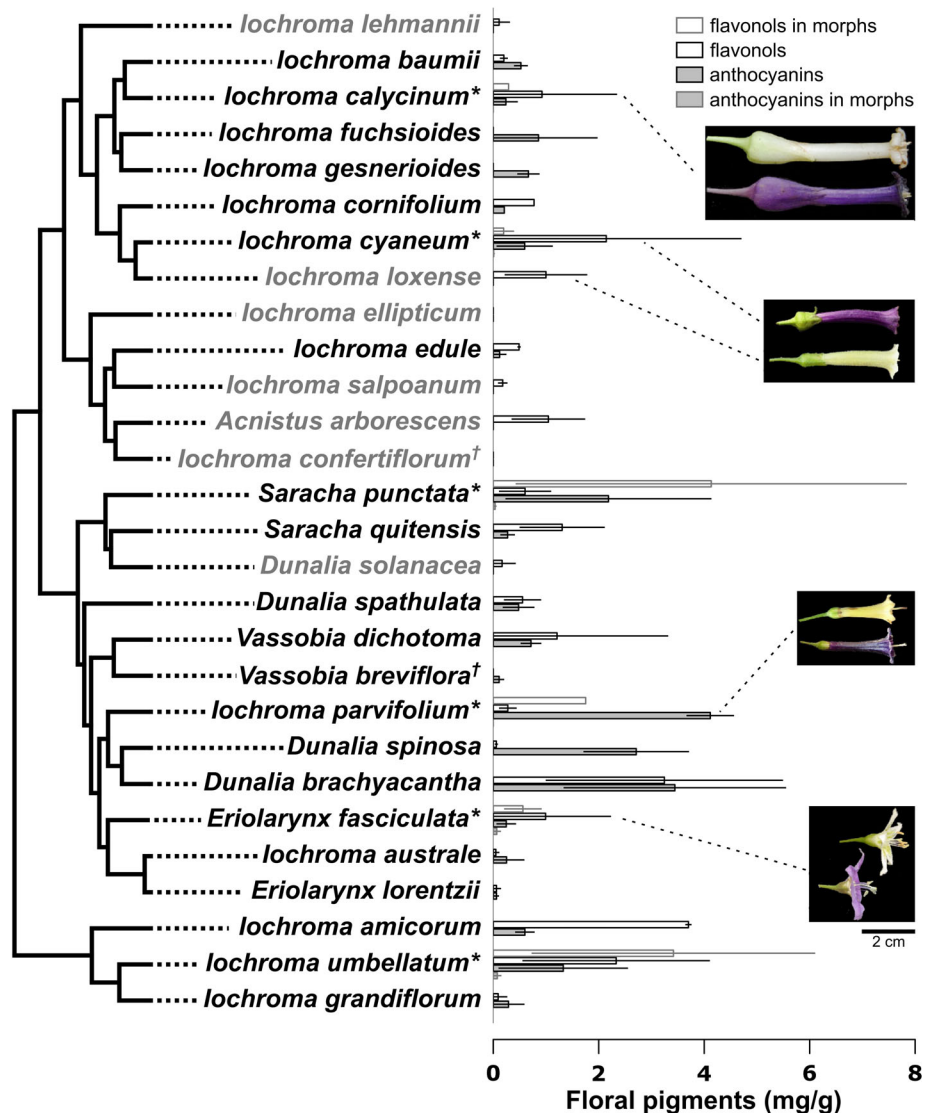 Iochroma lehmannii
Iochroma baumii
Iochroma calycinum*
Iochroma fuchsioides
Iochroma gesnerioides
Iochroma cornifolium
Iochroma cyaneum*
Iochroma loxense
Iochroma ellipticum
Iochroma edule
Iochroma salpoanum
Acnistus arborescens
Iochroma confertiflorum†
Saracha punctata*
Saracha quitensis
Dunalia solanacea
Dunalia spathulata
Vassobia dichotoma
Vassobia breviflora†
Iochroma parvifolium*
Dunalia spinosa
Dunalia brachyacantha
Eriolarynx fasciculata*
Iochroma australe
Eriolarynx lorentzii
Iochroma amicorum
Iochroma umbellatum*
Iochroma grandiflorum
flavonols in morphs
flavonols
anthocyanins
anthocyanins in morphs
2 cm
0 2 4 6 8
Floral pigments (mg/g)